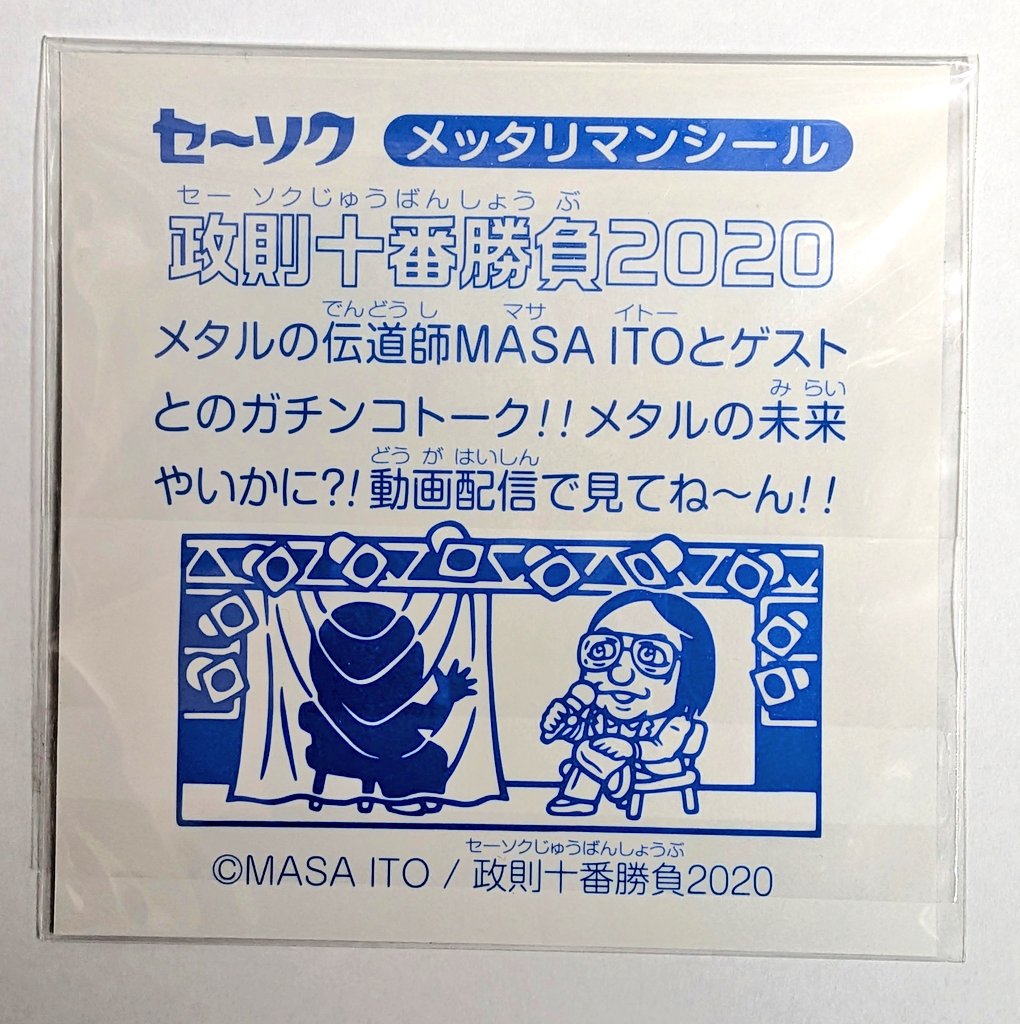 セーソク メッタリマンシール
セー ソクじゅうばんしょう ぶ
政則十番勝負2020
でんどう し マサ イトー
メタルの伝道師MASA ITOとゲスト
とのガチンコトーク!!メタルの未来
み らい
やいかに?!動画配信で見てね〜ん!!
どう が はいしん
©MASA ITO / 政則十番勝負2020
セーソクじゅうばんしょうぶ